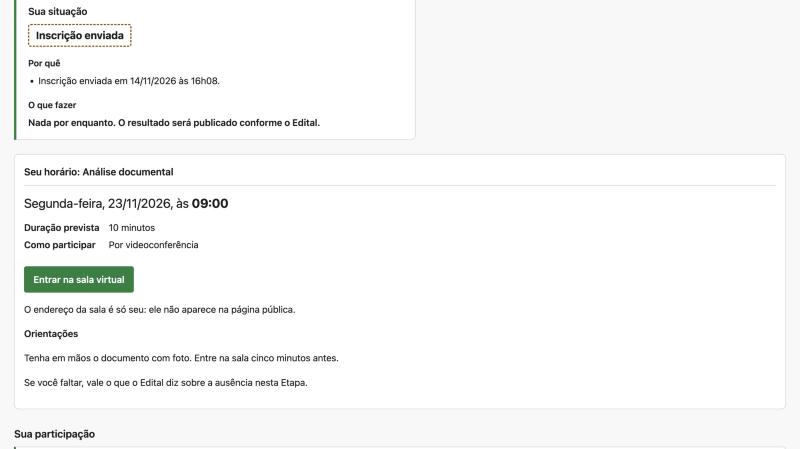 Sua situação
Inscrição enviada
Por quê
• Inscrição enviada em 14/11/2026 às 16h08.
O que fazer
Nada por enquanto. O resultado será publicado conforme o Edital.
Seu horário: Análise documental
Segunda-feira, 23/11/2026, às 09:00
Duração prevista 10 minutos
Como participar Por videoconferência
Entrar na sala virtual
O endereço da sala é só seu: ele não aparece na página pública.
Orientações
Tenha em mãos o documento com foto. Entre na sala cinco minutos antes.
Se você faltar, vale o que o Edital diz sobre a ausência nesta Etapa.
Sua participação